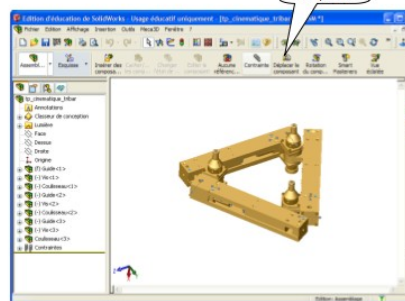 Edition d'éducation de SolidWorks - Usage éducatif uniquement - [tp_cinematique_tribar
Fichier Edition Affichage Insertion Outils Meca3D Fenêtre ?
Assembl... Esquisse Insérer des composa... Aucune référenc... Contrainte Déplacer le composant Rotation du compo... Smart Fasteners Vue éclatée
tp_cinematique_tribar
Annotations
Classeur de conception
Lumière
Face
Dessus
Droite
Origine
(f) Guide<1>
(-) Vis<1>
(-) Coulisseau<1>
(-) Guide<2>
(-) Vis<2>
(-) Coulisseau<2>
(-) Guide<3>
(-) Vis<3>
Coulisseau<3>
Contraintes
Edition: Assemblage